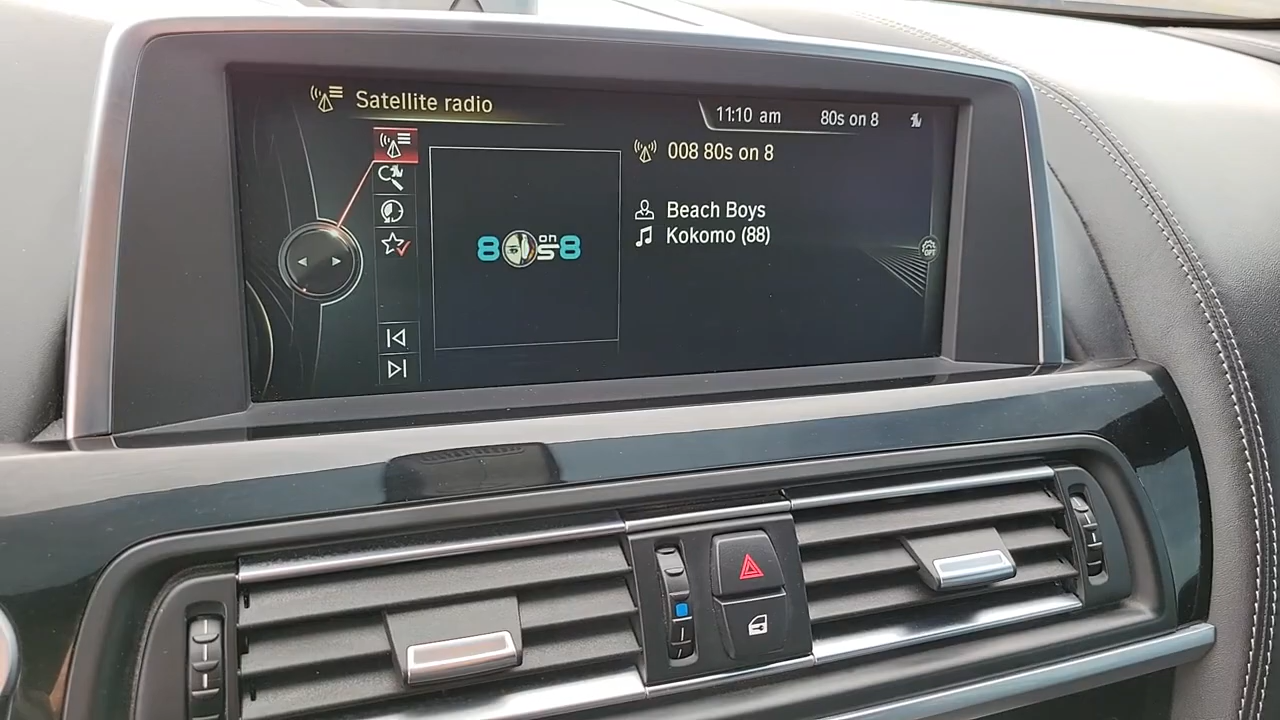 Satellite radio
11:10 am 80s on 8
008 80s on 8
80s on 8
Beach Boys
Kokomo (88)
OPT